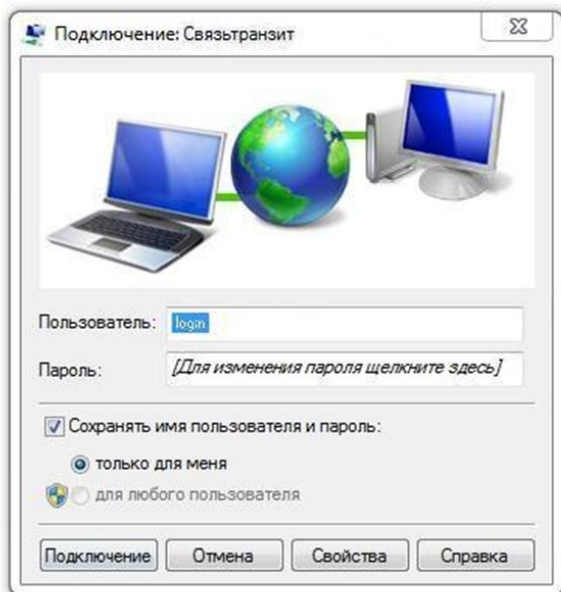 Подключение: Связьтранзит
Пользователь: login
Пароль: [Для изменения пароля щелкните здесь]
Сохранять имя пользователя и пароль:
только для меня
для любого пользователя
Подключение Отмена Свойства Справка